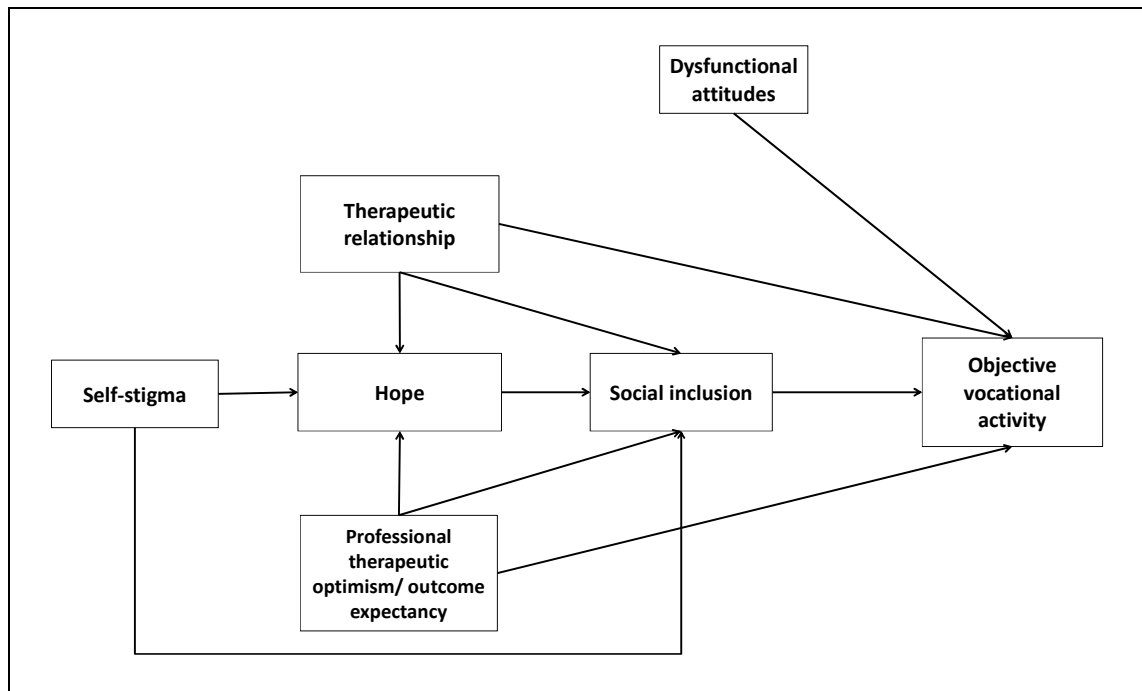 Dysfunctional
attitudes
Therapeutic
relationship
Self-stigma
Hope
Social inclusion
Objective
vocational
activity
Professional
therapeutic
optimism/ outcome
expectancy